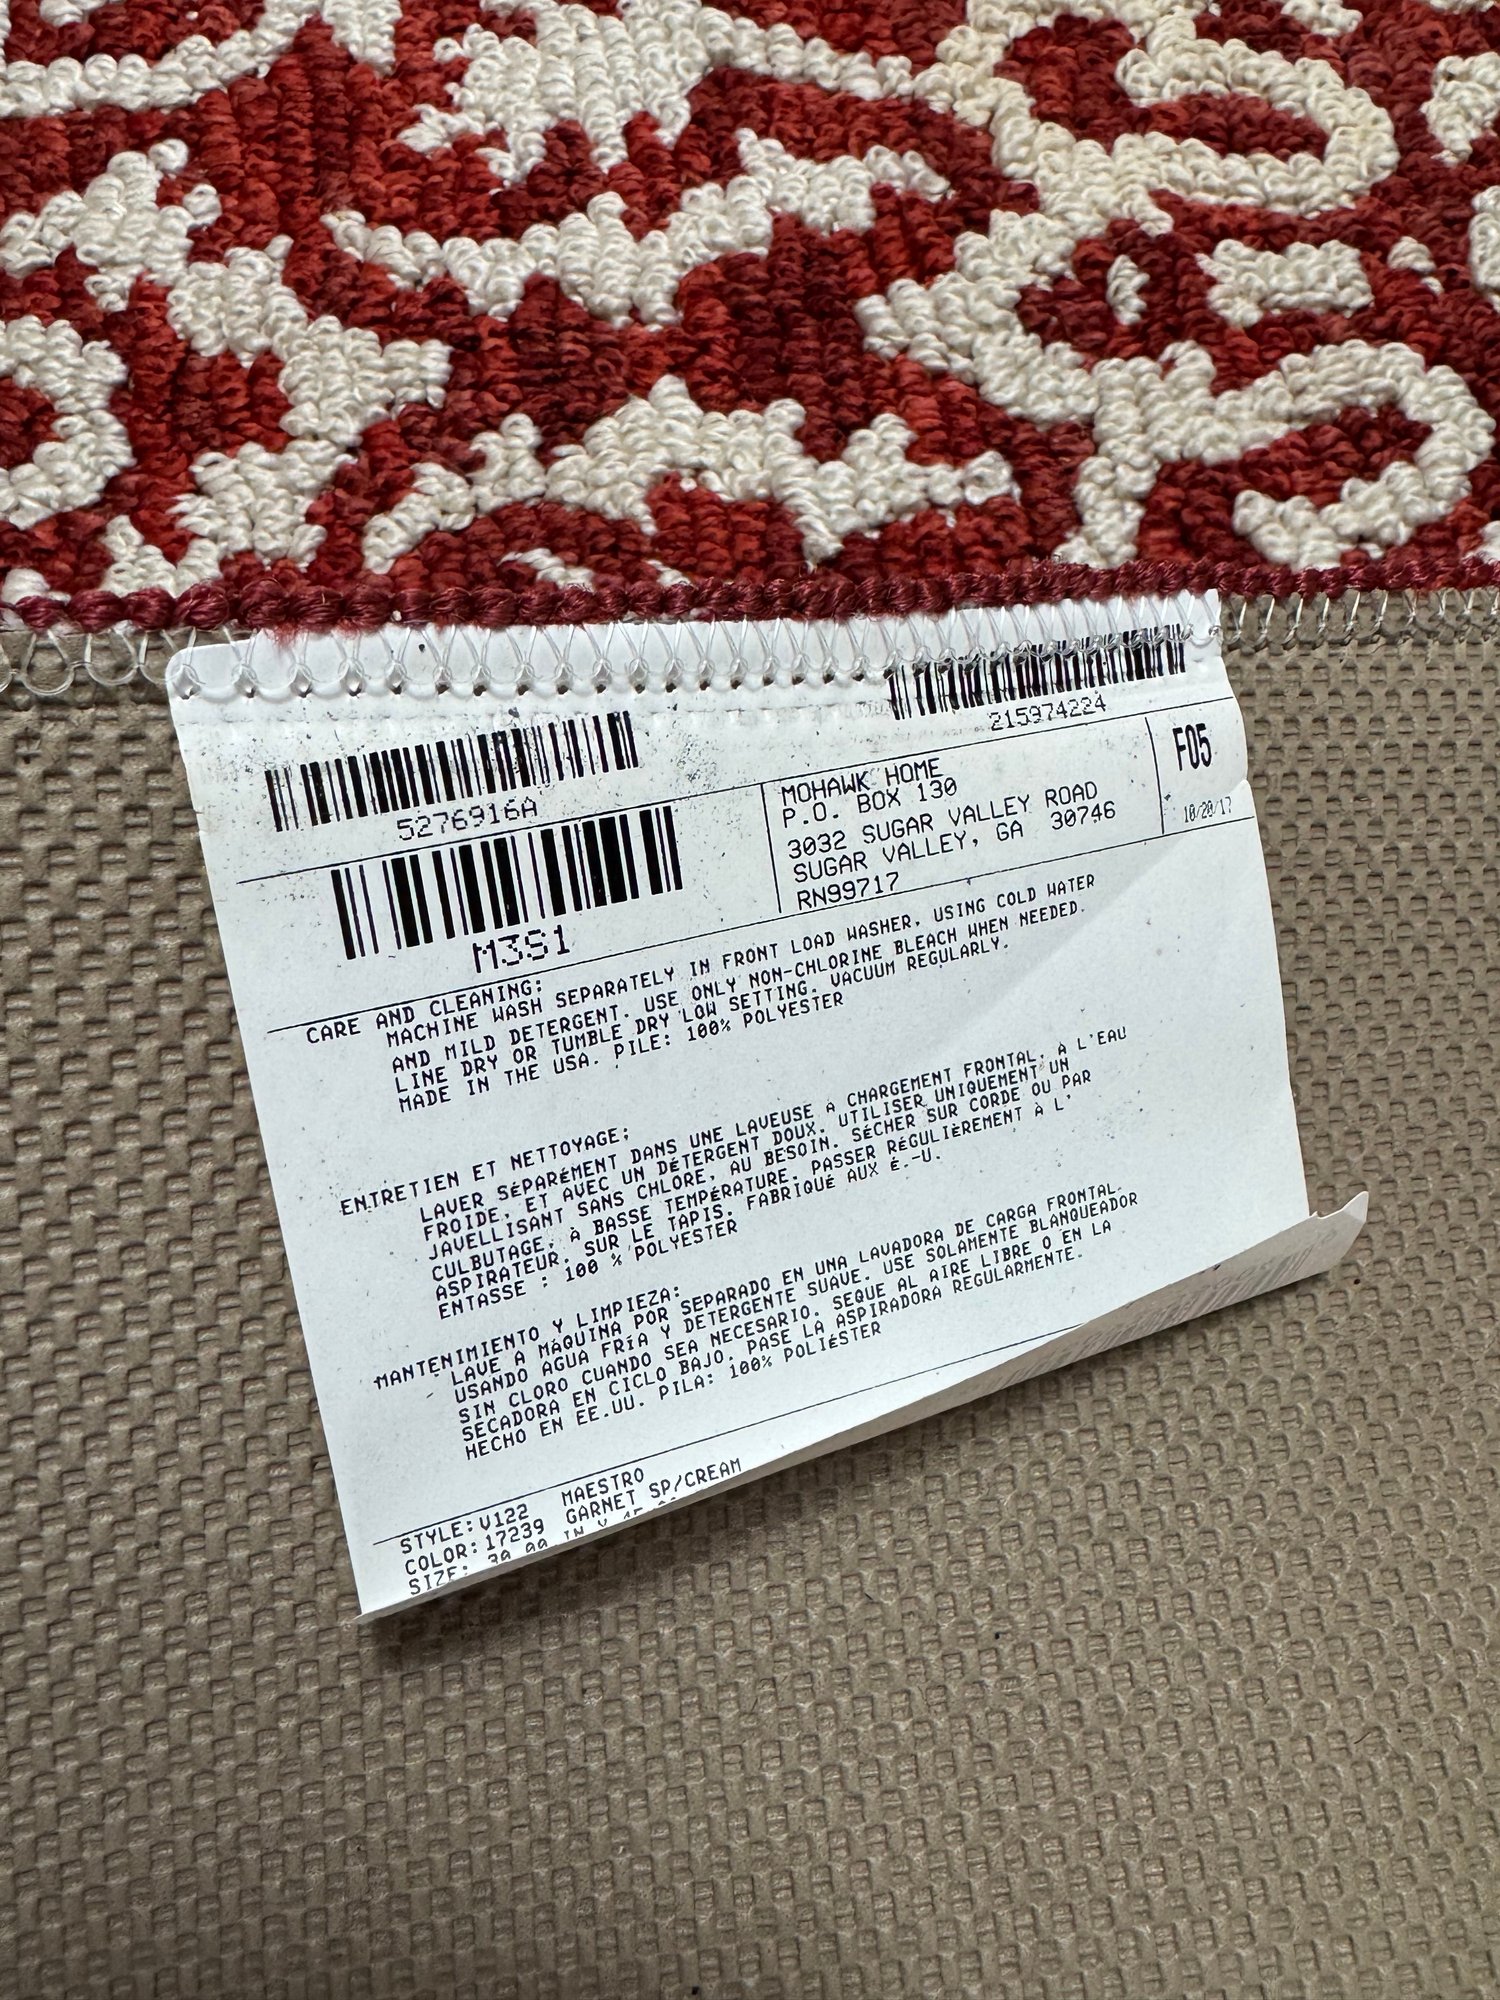 215974224
5276916A
MOHAWK HOME
P.O. BOX 130
3032 SUGAR VALLEY ROAD
SUGAR VALLEY, GA 30746
RN99717
F05
10/20/17
M3S1
CARE AND CLEANING:
MACHINE WASH SEPARATELY IN FRONT LOAD WASHER, USING COLD WATER
AND MILD DETERGENT. USE ONLY NON-CHLORINE BLEACH WHEN NEEDED.
LINE DRY OR TUMBLE DRY LOW SETTING. VACUUM REGULARLY.
MADE IN THE USA. PILE: 100% POLYESTER
ENTRETIEN ET NETTOYAGE:
LAVER SÉPARÉMENT DANS UNE LAVEUSE À CHARGEMENT FRONTAL, À L'EAU
FROIDE, ET AVEC UN DÉTERGENT DOUX. UTILISER UNIQUEMENT UN
JAVELLISANT SANS CHLORE, AU BESOIN. SÉCHER SUR CORDE OU PAR
CULBUTAGE, À BASSE TEMPÉRATURE. PASSER RÉGULIÈREMENT À L'
ASPIRATEUR, SUR LE TAPIS. FABRIQUÉ AUX É.-U.
ENTASSE : 100 % POLYESTER
MANTENIMIENTO Y LIMPIEZA:
LAVE A MÁQUINA POR SEPARADO EN UNA LAVADORA DE CARGA FRONTAL,
USANDO AGUA FRÍA Y DETERGENTE SUAVE. USE SOLAMENTE BLANQUEADOR
SIN CLORO CUANDO SEA NECESARIO. SEQUE AL AIRE LIBRE O EN LA
SECADORA EN CICLO BAJO. PASE LA ASPIRADORA REGULARMENTE.
HECHO EN EE.UU. PILA: 100% POLIÉSTER
STYLE: V122 MAESTRO
COLOR: 17239 GARNET SP/CREAM
SIZE: